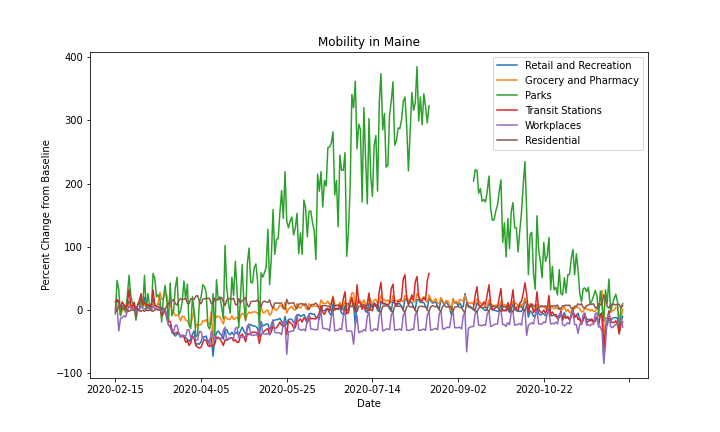 Mobility in Maine
Percent Change from Baseline
400
300
200
100
0
−100
Retail and Recreation
Grocery and Pharmacy
Parks
Transit Stations
Workplaces
Residential
2020-02-15
2020-04-05
2020-05-25
2020-07-14
2020-09-02
2020-10-22
Date